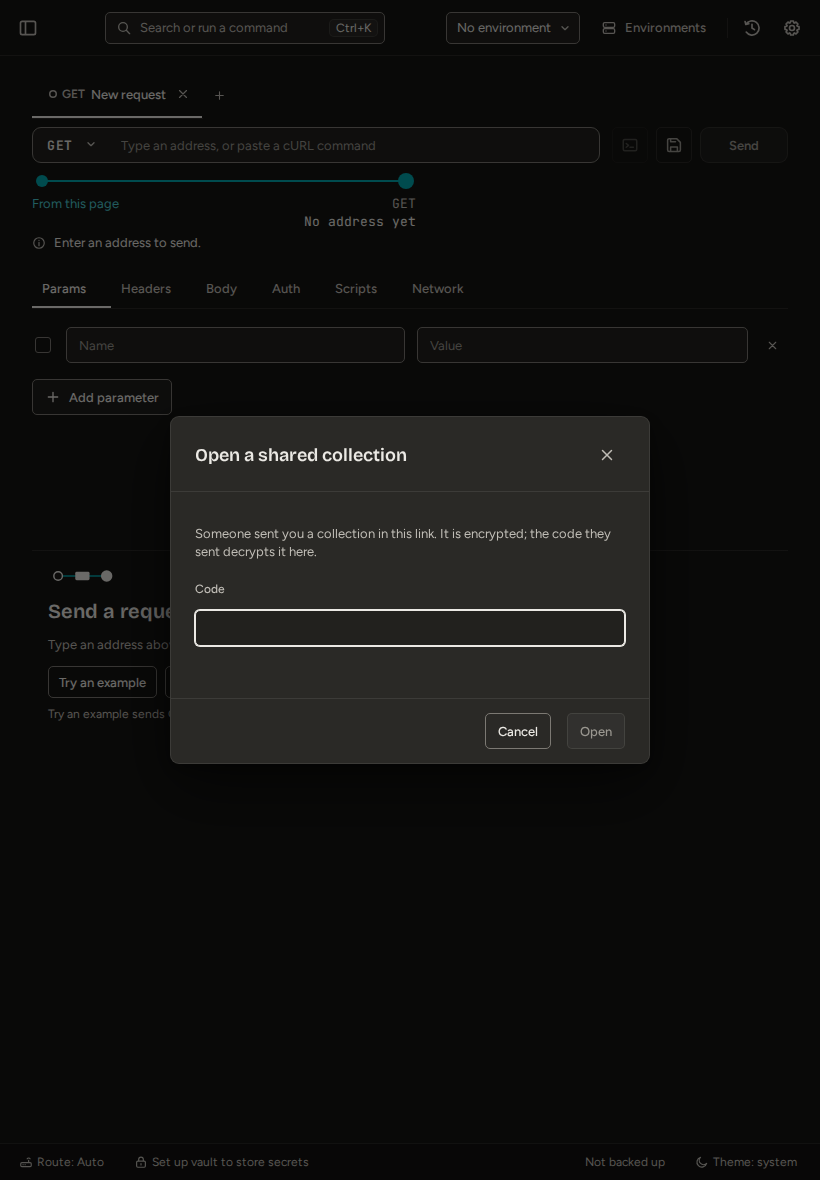 Search or run a command Ctrl+K No environment Environments
GET New request
GET Type an address, or paste a cURL command Send
From this page GET
No address yet
Enter an address to send.
Params Headers Body Auth Scripts Network
Name Value
Add parameter
Open a shared collection
Someone sent you a collection in this link. It is encrypted; the code they
sent decrypts it here.
Code
Cancel Open
Send a reque
Type an address abo
Try an example
Try an example sends
Route: Auto Set up vault to store secrets Not backed up Theme: system